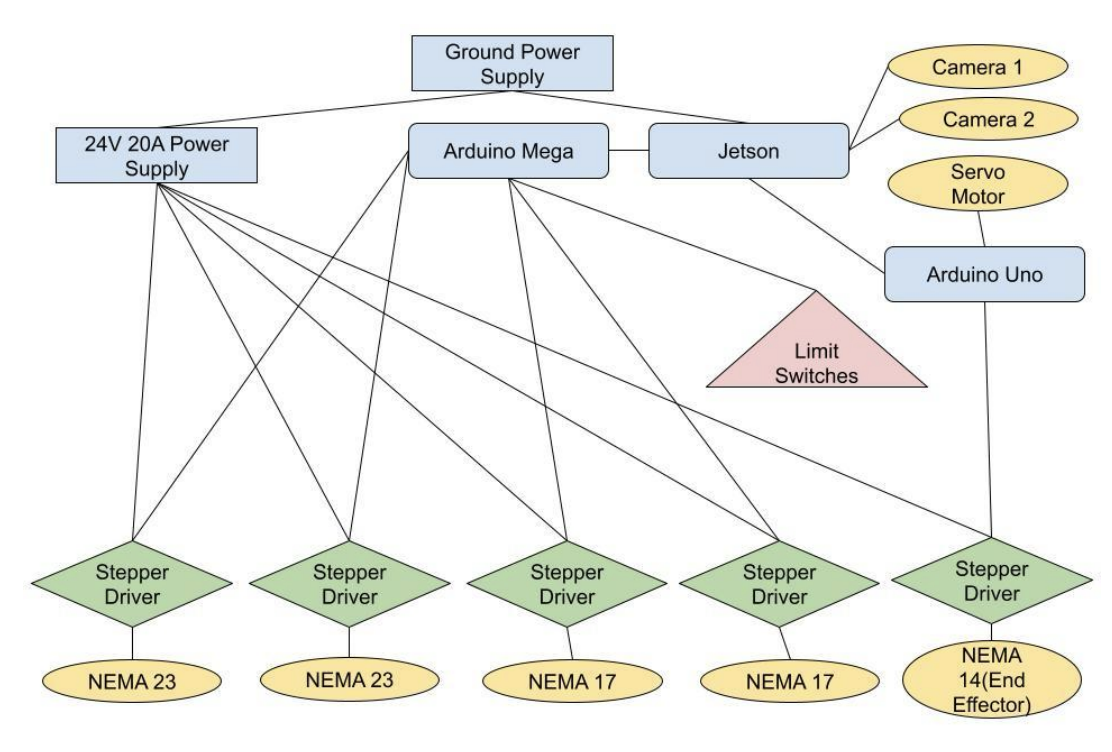 Ground Power
Supply
Camera 1
Camera 2
24V 20A Power
Supply
Arduino Mega
Jetson
Servo
Motor
Arduino Uno
Limit
Switches
Stepper
Driver
Stepper
Driver
Stepper
Driver
Stepper
Driver
Stepper
Driver
NEMA 23
NEMA 23
NEMA 17
NEMA 17
NEMA
14(End
Effector)